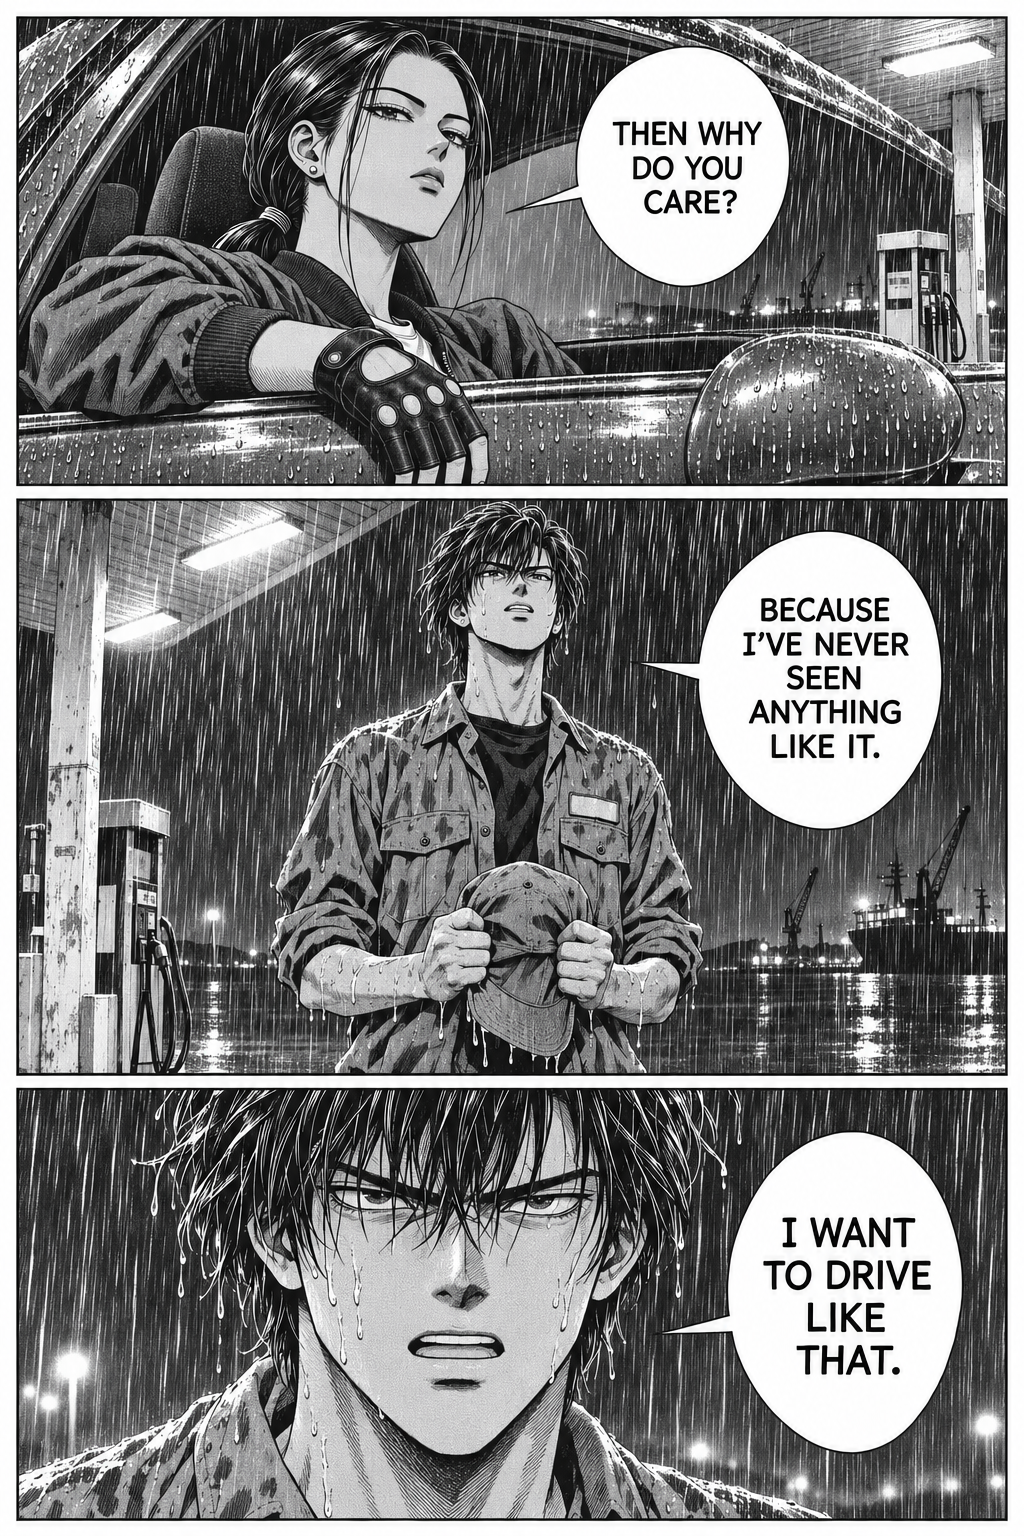 THEN WHY
DO YOU
CARE?
BECAUSE
I'VE NEVER
SEEN
ANYTHING
LIKE IT.
I WANT
TO DRIVE
LIKE
THAT.